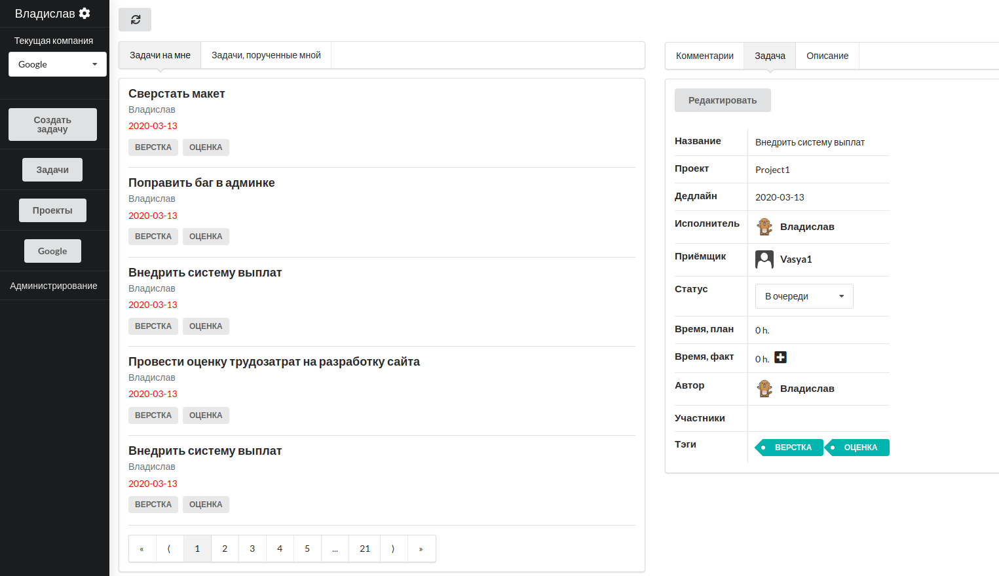 Владислав
Текущая компания
Google
Создать
задачу
Задачи
Проекты
Google
Администрирование
Задачи на мне
Задачи, порученные мной
Сверстать макет
Владислав
2020-03-13
ВЕРСТКА ОЦЕНКА
Поправить баг в админке
Владислав
2020-03-13
ВЕРСТКА ОЦЕНКА
Внедрить систему выплат
Владислав
2020-03-13
ВЕРСТКА ОЦЕНКА
Провести оценку трудозатрат на разработку сайта
Владислав
2020-03-13
ВЕРСТКА ОЦЕНКА
Внедрить систему выплат
Владислав
2020-03-13
ВЕРСТКА ОЦЕНКА
« ⟨ 1 2 3 4 5 ... 21 ⟩ »
Комментарии Задача Описание
Редактировать
Название Внедрить систему выплат
Проект Project1
Дедлайн 2020-03-13
Исполнитель Владислав
Приёмщик Vasya1
Статус В очереди
Время, план 0 h.
Время, факт 0 h.
Автор Владислав
Участники
Тэги ВЕРСТКА ОЦЕНКА